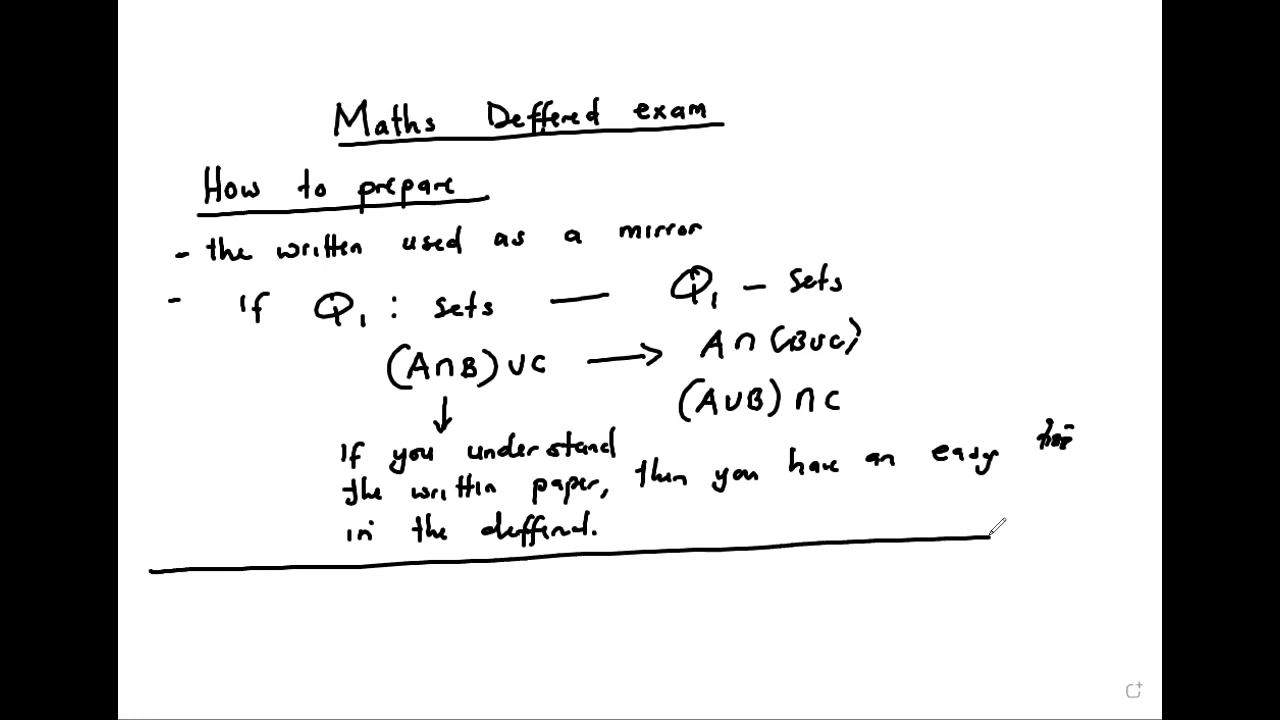 Maths Deffered exam
How to prepare
- the written used as a mirror
- If Q1 : sets — Q1 - sets
(A∩B)∪C → A∩(B∪C)
(A∪B)∩C
↓
If you understand
the written paper, then you have an easy
in the deffered.